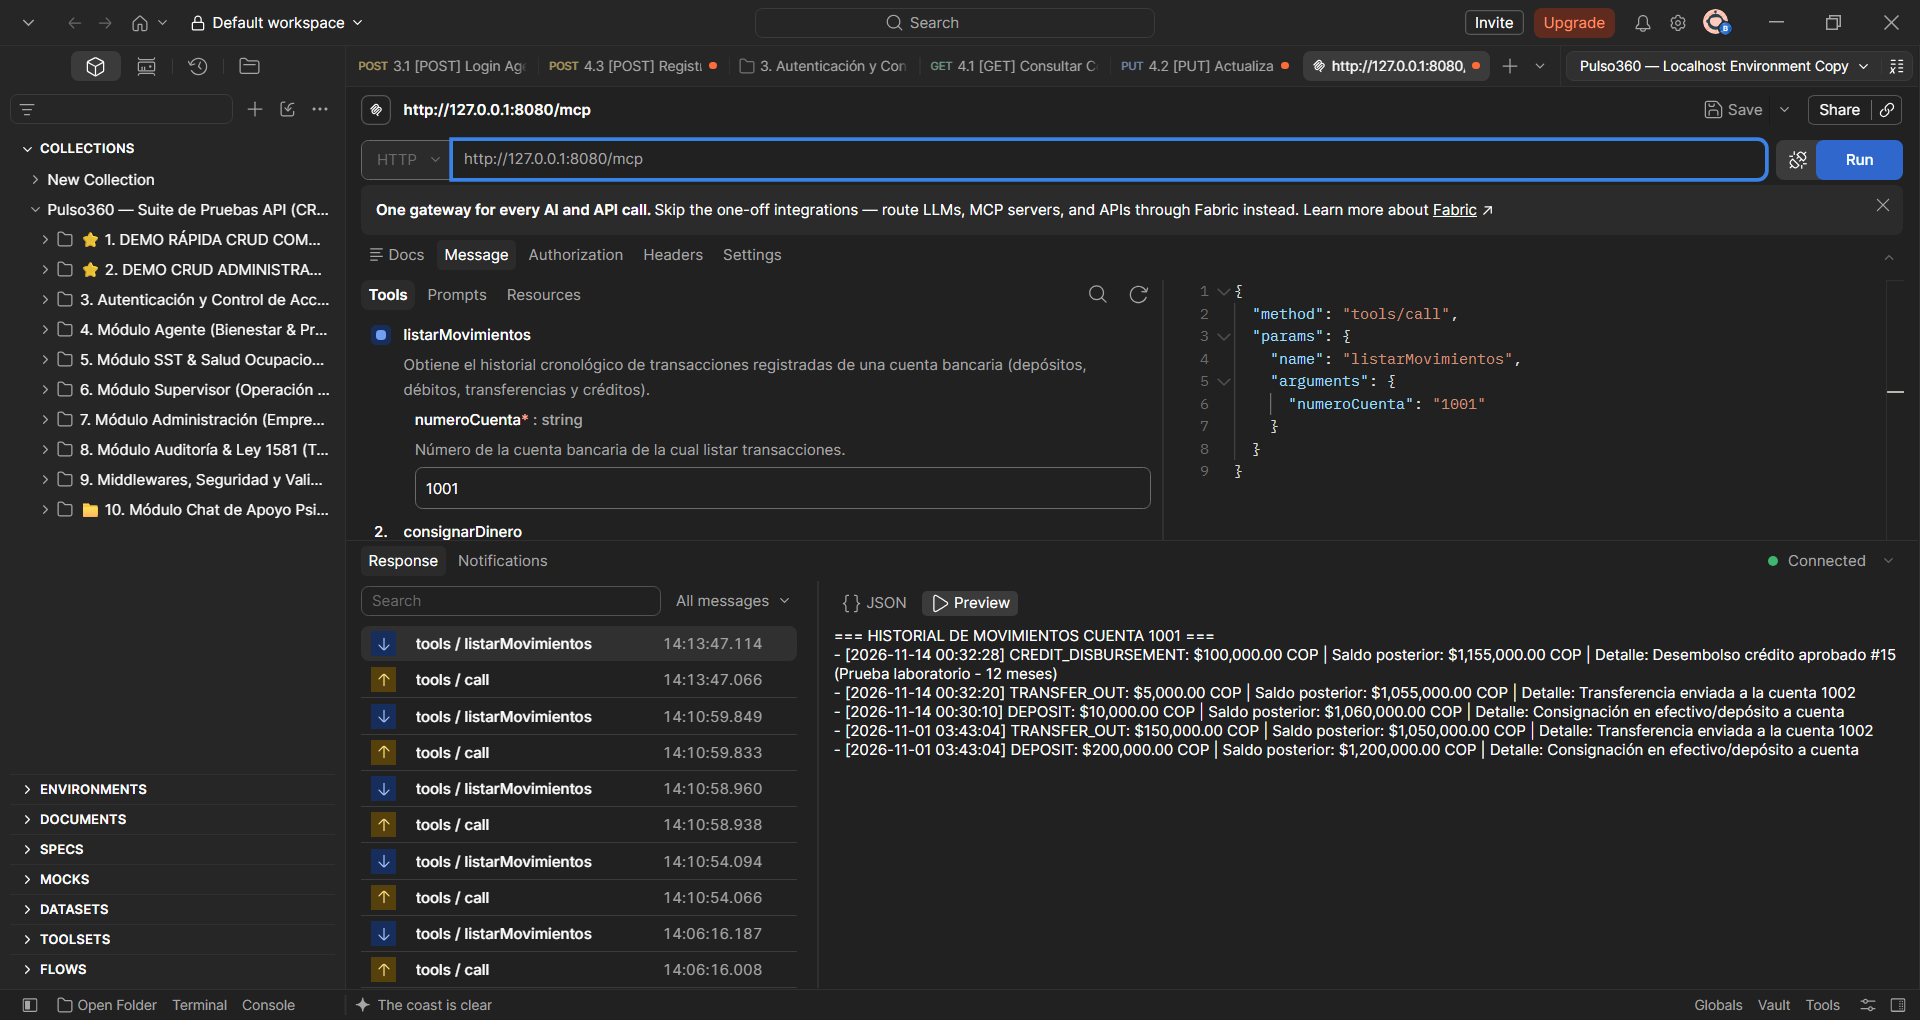 Default workspace
Search
Invite
Upgrade
POST 3.1 [POST] Login Age
POST 4.3 [POST] Registr
3. Autenticación y Con
GET 4.1 [GET] Consultar C
PUT 4.2 [PUT] Actualiza
http://127.0.0.1:8080,
Pulso360 — Localhost Environment Copy
http://127.0.0.1:8080/mcp
Save
Share
HTTP
http://127.0.0.1:8080/mcp
Run
One gateway for every AI and API call. Skip the one-off integrations — route LLMs, MCP servers, and APIs through Fabric instead. Learn more about Fabric ↗
COLLECTIONS
New Collection
Pulso360 — Suite de Pruebas API (CR...
⭐ 1. DEMO RÁPIDA CRUD COM...
⭐ 2. DEMO CRUD ADMINISTRA...
3. Autenticación y Control de Acc...
4. Módulo Agente (Bienestar & Pr...
5. Módulo SST & Salud Ocupacio...
6. Módulo Supervisor (Operación ...
7. Módulo Administración (Empre...
8. Módulo Auditoría & Ley 1581 (T...
9. Middlewares, Seguridad y Vali...
10. Módulo Chat de Apoyo Psi...
ENVIRONMENTS
DOCUMENTS
SPECS
MOCKS
DATASETS
TOOLSETS
FLOWS
Docs
Message
Authorization
Headers
Settings
Tools
Prompts
Resources
listarMovimientos
Obtiene el historial cronológico de transacciones registradas de una cuenta bancaria (depósitos,
débitos, transferencias y créditos).
numeroCuenta* : string
Número de la cuenta bancaria de la cual listar transacciones.
1001
2. consignarDinero
1 {
2 "method": "tools/call",
3 "params": {
4 "name": "listarMovimientos",
5 "arguments": {
6 "numeroCuenta": "1001"
7 }
8 }
9 }
Response
Notifications
Connected
Search
All messages
tools / listarMovimientos 14:13:47.114
tools / call 14:13:47.066
tools / listarMovimientos 14:10:59.849
tools / call 14:10:59.833
tools / listarMovimientos 14:10:58.960
tools / call 14:10:58.938
tools / listarMovimientos 14:10:54.094
tools / call 14:10:54.066
tools / listarMovimientos 14:06:16.187
tools / call 14:06:16.008
{} JSON
Preview
=== HISTORIAL DE MOVIMIENTOS CUENTA 1001 ===
- [2026-11-14 00:32:28] CREDIT_DISBURSEMENT: $100,000.00 COP | Saldo posterior: $1,155,000.00 COP | Detalle: Desembolso crédito aprobado #15
(Prueba laboratorio - 12 meses)
- [2026-11-14 00:32:20] TRANSFER_OUT: $5,000.00 COP | Saldo posterior: $1,055,000.00 COP | Detalle: Transferencia enviada a la cuenta 1002
- [2026-11-14 00:30:10] DEPOSIT: $10,000.00 COP | Saldo posterior: $1,060,000.00 COP | Detalle: Consignación en efectivo/depósito a cuenta
- [2026-11-01 03:43:04] TRANSFER_OUT: $150,000.00 COP | Saldo posterior: $1,050,000.00 COP | Detalle: Transferencia enviada a la cuenta 1002
- [2026-11-01 03:43:04] DEPOSIT: $200,000.00 COP | Saldo posterior: $1,200,000.00 COP | Detalle: Consignación en efectivo/depósito a cuenta
Open Folder
Terminal
Console
The coast is clear
Globals
Vault
Tools